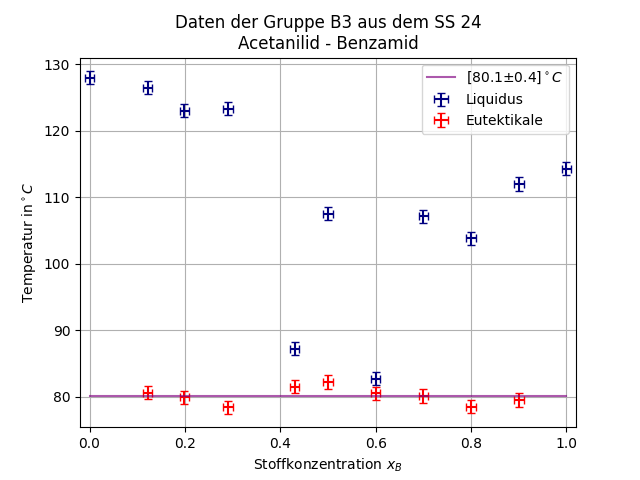 Daten der Gruppe B3 aus dem SS 24
Acetanilid - Benzamid
[80.1±0.4]°C
Liquidus
Eutektikale
Temperatur in°C
130
120
110
100
90
80
0.0 0.2 0.4 0.6 0.8 1.0
Stoffkonzentration x_B